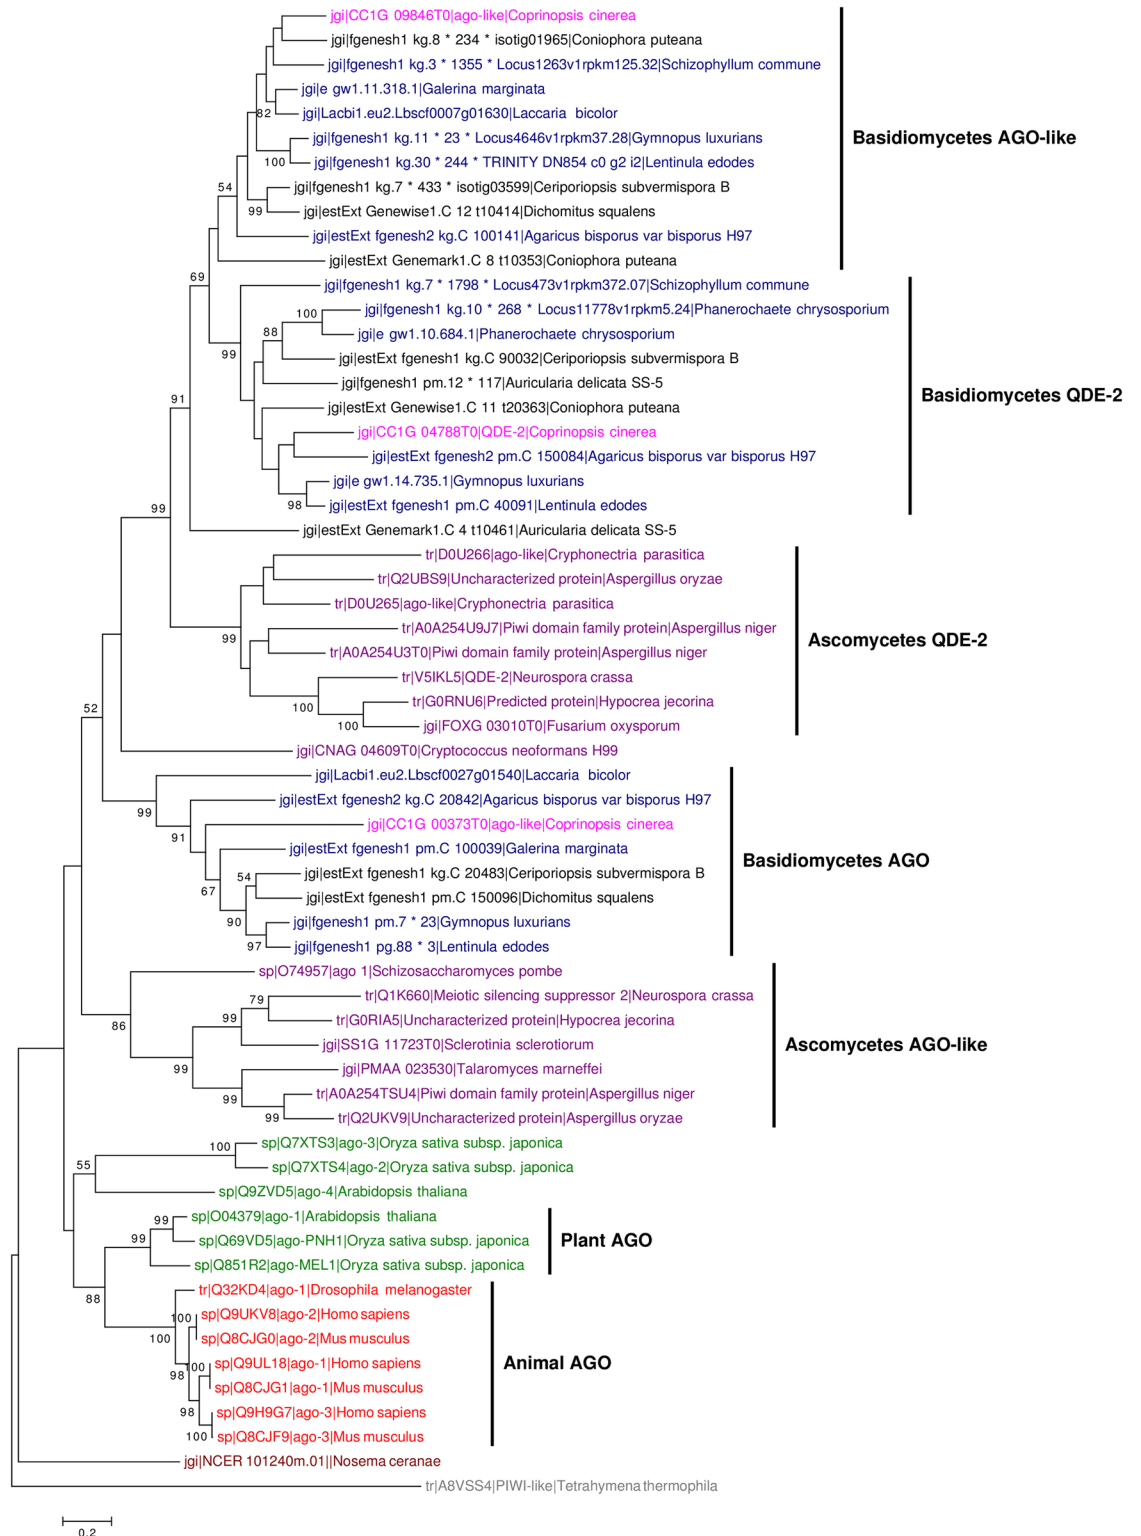 jgi|CC1G 09846T0|ago-like|Coprinopsis cinerea
jgi|fgenesh1 kg.8 * 234 * isotig01965|Coniophora puteana
jgi|fgenesh1 kg.3 * 1355 * Locus1263v1rpkm125.32|Schizophyllum commune
jgi|e gw1.11.318.1|Galerina marginata
82
jgi|Lacbi1.eu2.Lbscf0007g01630|Laccaria bicolor
jgi|fgenesh1 kg.11 * 23 * Locus4646v1rpkm37.28|Gymnopus luxurians
Basidiomycetes AGO-like
100
jgi|fgenesh1 kg.30 * 244 * TRINITY DN854 c0 g2 i2|Lentinula edodes
54
jgi|fgenesh1 kg.7 * 433 * isotig03599|Ceriporiopsis subvermispora B
99
jgi|estExt Genewise1.C 12 t10414|Dichomitus squalens
jgi|estExt fgenesh2 kg.C 100141|Agaricus bisporus var bisporus H97
jgi|estExt Genemark1.C 8 t10353|Coniophora puteana
69
jgi|fgenesh1 kg.7 * 1798 * Locus473v1rpkm372.07|Schizophyllum commune
100
jgi|fgenesh1 kg.10 * 268 * Locus11778v1rpkm5.24|Phanerochaete chrysosporium
88
jgi|e gw1.10.684.1|Phanerochaete chrysosporium
99
jgi|estExt fgenesh1 kg.C 90032|Ceriporiopsis subvermispora B
jgi|fgenesh1 pm.12 * 117|Auricularia delicata SS-5
Basidiomycetes QDE-2
91
jgi|estExt Genewise1.C 11 t20363|Coniophora puteana
jgi|CC1G 04788T0|QDE-2|Coprinopsis cinerea
jgi|estExt fgenesh2 pm.C 150084|Agaricus bisporus var bisporus H97
jgi|e gw1.14.735.1|Gymnopus luxurians
98
jgi|estExt fgenesh1 pm.C 40091|Lentinula edodes
99
jgi|estExt Genemark1.C 4 t10461|Auricularia delicata SS-5
tr|D0U266|ago-like|Cryphonectria parasitica
tr|Q2UBS9|Uncharacterized protein|Aspergillus oryzae
tr|D0U265|ago-like|Cryphonectria parasitica
tr|A0A254U9J7|Piwi domain family protein|Aspergillus niger
99
Ascomycetes QDE-2
tr|A0A254U3T0|Piwi domain family protein|Aspergillus niger
tr|V5IKL5|QDE-2|Neurospora crassa
100
tr|G0RNU6|Predicted protein|Hypocrea jecorina
52
100
jgi|FOXG 03010T0|Fusarium oxysporum
jgi|CNAG 04609T0|Cryptococcus neoformans H99
jgi|Lacbi1.eu2.Lbscf0027g01540|Laccaria bicolor
jgi|estExt fgenesh2 kg.C 20842|Agaricus bisporus var bisporus H97
99
jgi|CC1G 00373T0|ago-like|Coprinopsis cinerea
91
jgi|estExt fgenesh1 pm.C 100039|Galerina marginata
Basidiomycetes AGO
54
jgi|estExt fgenesh1 kg.C 20483|Ceriporiopsis subvermispora B
67
jgi|estExt fgenesh1 pm.C 150096|Dichomitus squalens
90
jgi|fgenesh1 pm.7 * 23|Gymnopus luxurians
97
jgi|fgenesh1 pg.88 * 3|Lentinula edodes
sp|O74957|ago 1|Schizosaccharomyces pombe
79
tr|Q1K660|Meiotic silencing suppressor 2|Neurospora crassa
86
99
tr|G0RIA5|Uncharacterized protein|Hypocrea jecorina
jgi|SS1G 11723T0|Sclerotinia sclerotiorum
Ascomycetes AGO-like
99
jgi|PMAA 023530|Talaromyces marneffei
99
tr|A0A254TSU4|Piwi domain family protein|Aspergillus niger
99
tr|Q2UKV9|Uncharacterized protein|Aspergillus oryzae
100
sp|Q7XTS3|ago-3|Oryza sativa subsp. japonica
55
sp|Q7XTS4|ago-2|Oryza sativa subsp. japonica
sp|Q9ZVD5|ago-4|Arabidopsis thaliana
99
sp|O04379|ago-1|Arabidopsis thaliana
99
sp|Q69VD5|ago-PNH1|Oryza sativa subsp. japonica
Plant AGO
sp|Q851R2|ago-MEL1|Oryza sativa subsp. japonica
88
tr|Q32KD4|ago-1|Drosophila melanogaster
100
sp|Q9UKV8|ago-2|Homo sapiens
100
sp|Q8CJG0|ago-2|Mus musculus
100
sp|Q9UL18|ago-1|Homo sapiens
Animal AGO
98
sp|Q8CJG1|ago-1|Mus musculus
98
sp|Q9H9G7|ago-3|Homo sapiens
100
sp|Q8CJF9|ago-3|Mus musculus
jgi|NCER 101240m.01||Nosema ceranae
tr|A8VSS4|PIWI-like|Tetrahymena thermophila
0.2